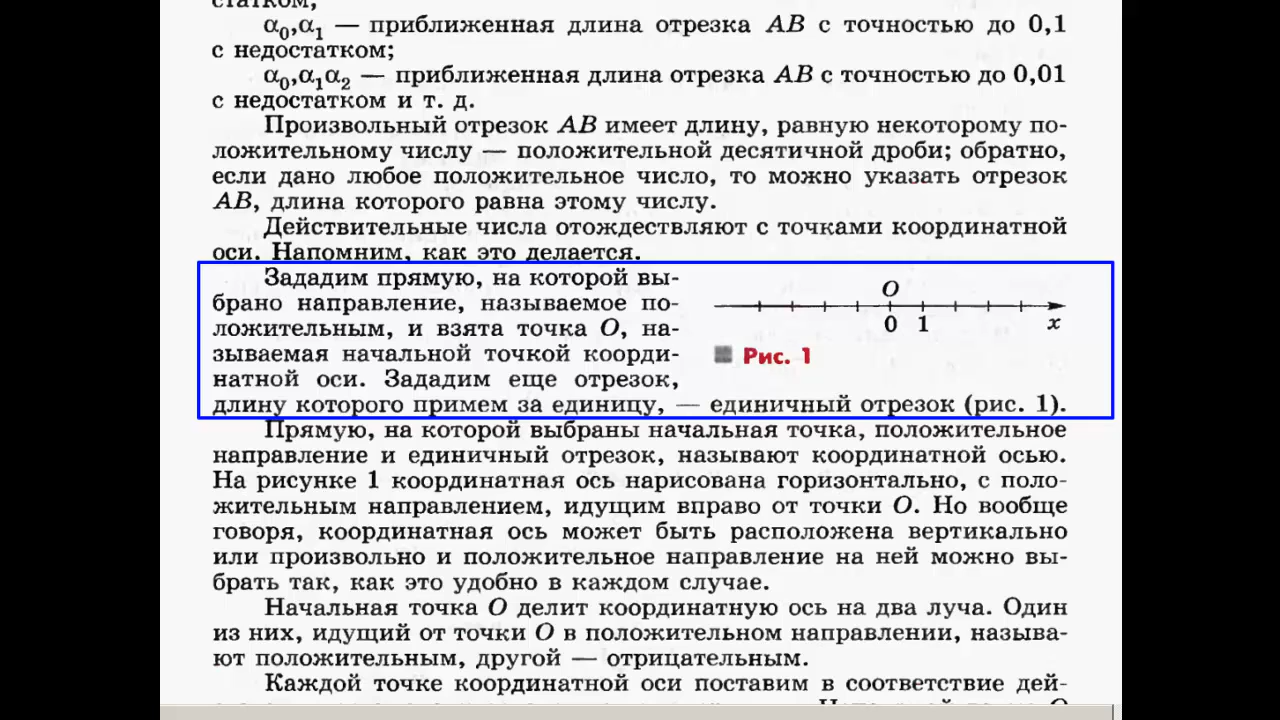 статком;
α₀,α₁ — приближенная длина отрезка AB с точностью до 0,1
с недостатком;
α₀,α₁α₂ — приближенная длина отрезка AB с точностью до 0,01
с недостатком и т. д.
Произвольный отрезок AB имеет длину, равную некоторому по-
ложительному числу — положительной десятичной дроби; обратно,
если дано любое положительное число, то можно указать отрезок
AB, длина которого равна этому числу.
Действительные числа отождествляют с точками координатной
оси. Напомним, как это делается.
Зададим прямую, на которой вы-
брано направление, называемое по-
ложительным, и взята точка O, на-
зываемая начальной точкой коорди-
натной оси. Зададим еще отрезок,
длину которого примем за единицу, — единичный отрезок (рис. 1).
O
0 1 x
Рис. 1
Прямую, на которой выбраны начальная точка, положительное
направление и единичный отрезок, называют координатной осью.
На рисунке 1 координатная ось нарисована горизонтально, с поло-
жительным направлением, идущим вправо от точки O. Но вообще
говоря, координатная ось может быть расположена вертикально
или произвольно и положительное направление на ней можно вы-
брать так, как это удобно в каждом случае.
Начальная точка O делит координатную ось на два луча. Один
из них, идущий от точки O в положительном направлении, называ-
ют положительным, другой — отрицательным.
Каждой точке координатной оси поставим в соответствие дей-